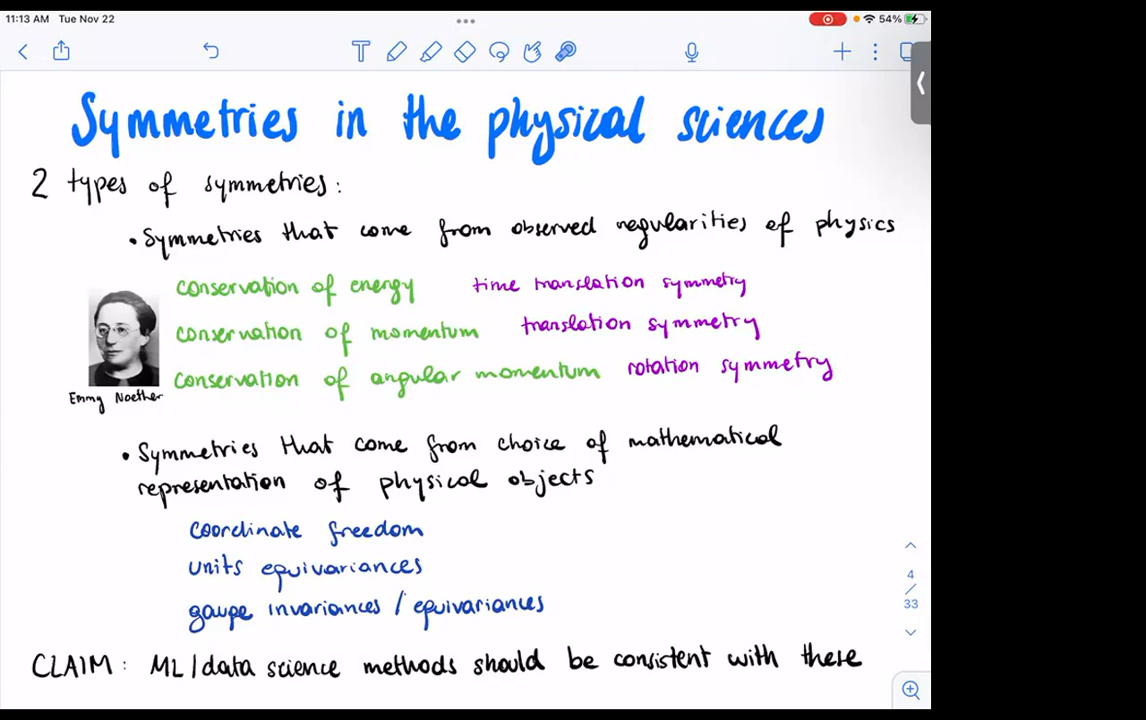 11:13 AM Tue Nov 22
54%
Symmetries in the physical sciences
2 types of symmetries:
• Symmetries that come from observed regularities of physics
conservation of energy time translation symmetry
conservation of momentum translation symmetry
conservation of angular momentum rotation symmetry
Emmy Noether
• Symmetries that come from choice of mathematical
representation of physical objects
coordinate freedom
units equivariances
gauge invariances / equivariances
4
/
33
CLAIM: ML/data science methods should be consistent with these